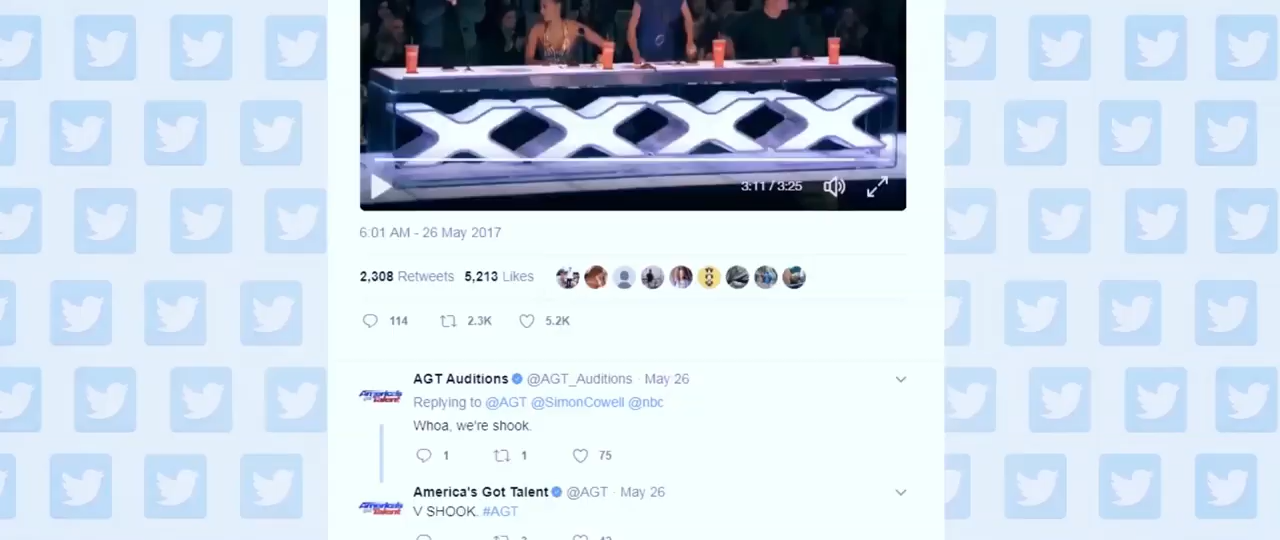 XXXX
3:11 / 3:25
6:01 AM - 26 May 2017
2,308 Retweets 5,213 Likes
114 2.3K 5.2K
AGT Auditions @AGT_Auditions · May 26
Replying to @AGT @SimonCowell @nbc
Whoa, we're shook.
1 1 75
America's Got Talent @AGT · May 26
V SHOOK. #AGT